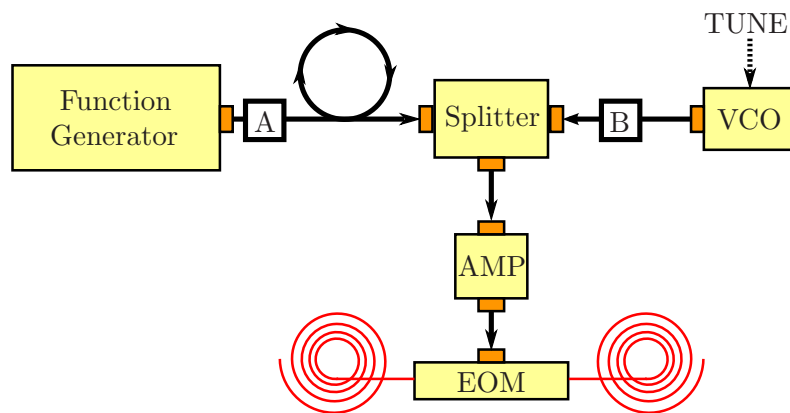 TUNE
Function
Generator
A
Splitter
B
VCO
AMP
EOM